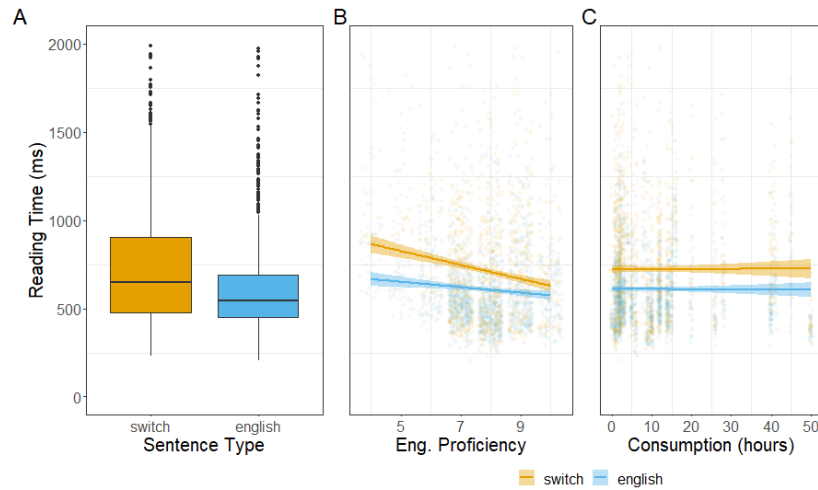 A
B
C
Reading Time (ms)
2000
1500
1000
500
0
switch english
Sentence Type
5 7 9
Eng. Proficiency
0 10 20 30 40 50
Consumption (hours)
switch english